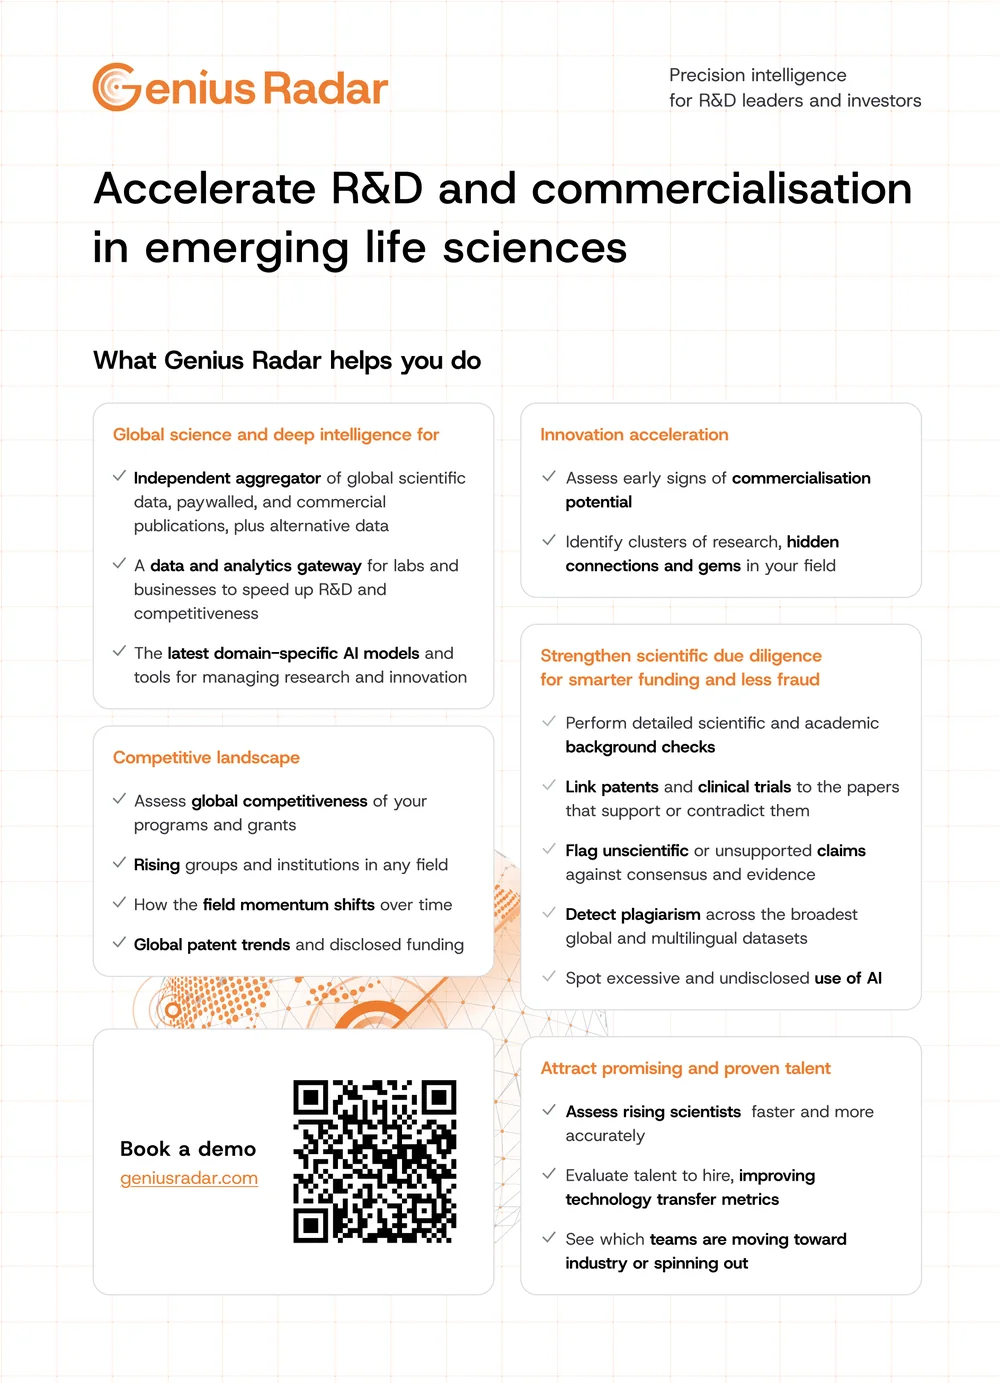 Genius Radar
Precision intelligence
for R&D leaders and investors
Accelerate R&D and commercialisation
in emerging life sciences
What Genius Radar helps you do
Global science and deep intelligence for
Independent aggregator of global scientific
data, paywalled, and commercial
publications, plus alternative data
A data and analytics gateway for labs and
businesses to speed up R&D and
competitiveness
The latest domain-specific AI models and
tools for managing research and innovation
Competitive landscape
Assess global competitiveness of your
programs and grants
Rising groups and institutions in any field
How the field momentum shifts over time
Global patent trends and disclosed funding
Book a demo
geniusradar.com
Innovation acceleration
Assess early signs of commercialisation
potential
Identify clusters of research, hidden
connections and gems in your field
Strengthen scientific due diligence
for smarter funding and less fraud
Perform detailed scientific and academic
background checks
Link patents and clinical trials to the papers
that support or contradict them
Flag unscientific or unsupported claims
against consensus and evidence
Detect plagiarism across the broadest
global and multilingual datasets
Spot excessive and undisclosed use of AI
Attract promising and proven talent
Assess rising scientists faster and more
accurately
Evaluate talent to hire, improving
technology transfer metrics
See which teams are moving toward
industry or spinning out